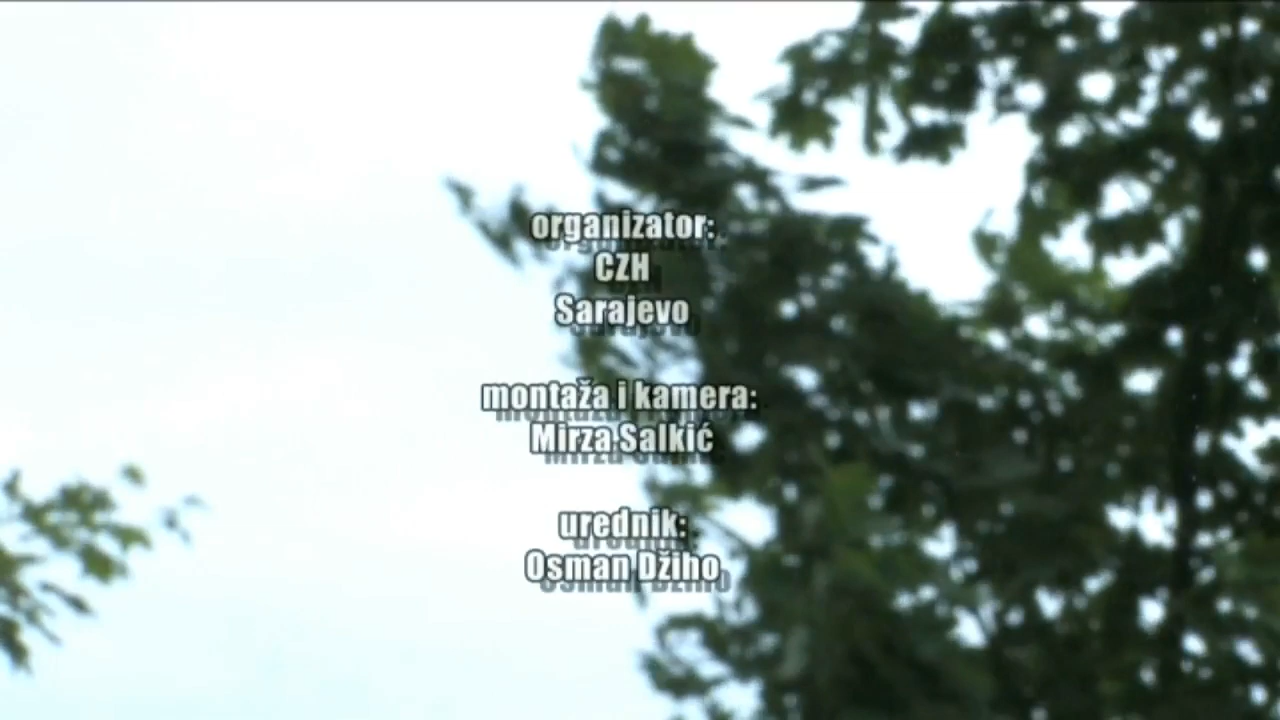 organizator:
CZH
Sarajevo
montaža i kamera:
Mirza Salkić
urednik:
Osman Džiho